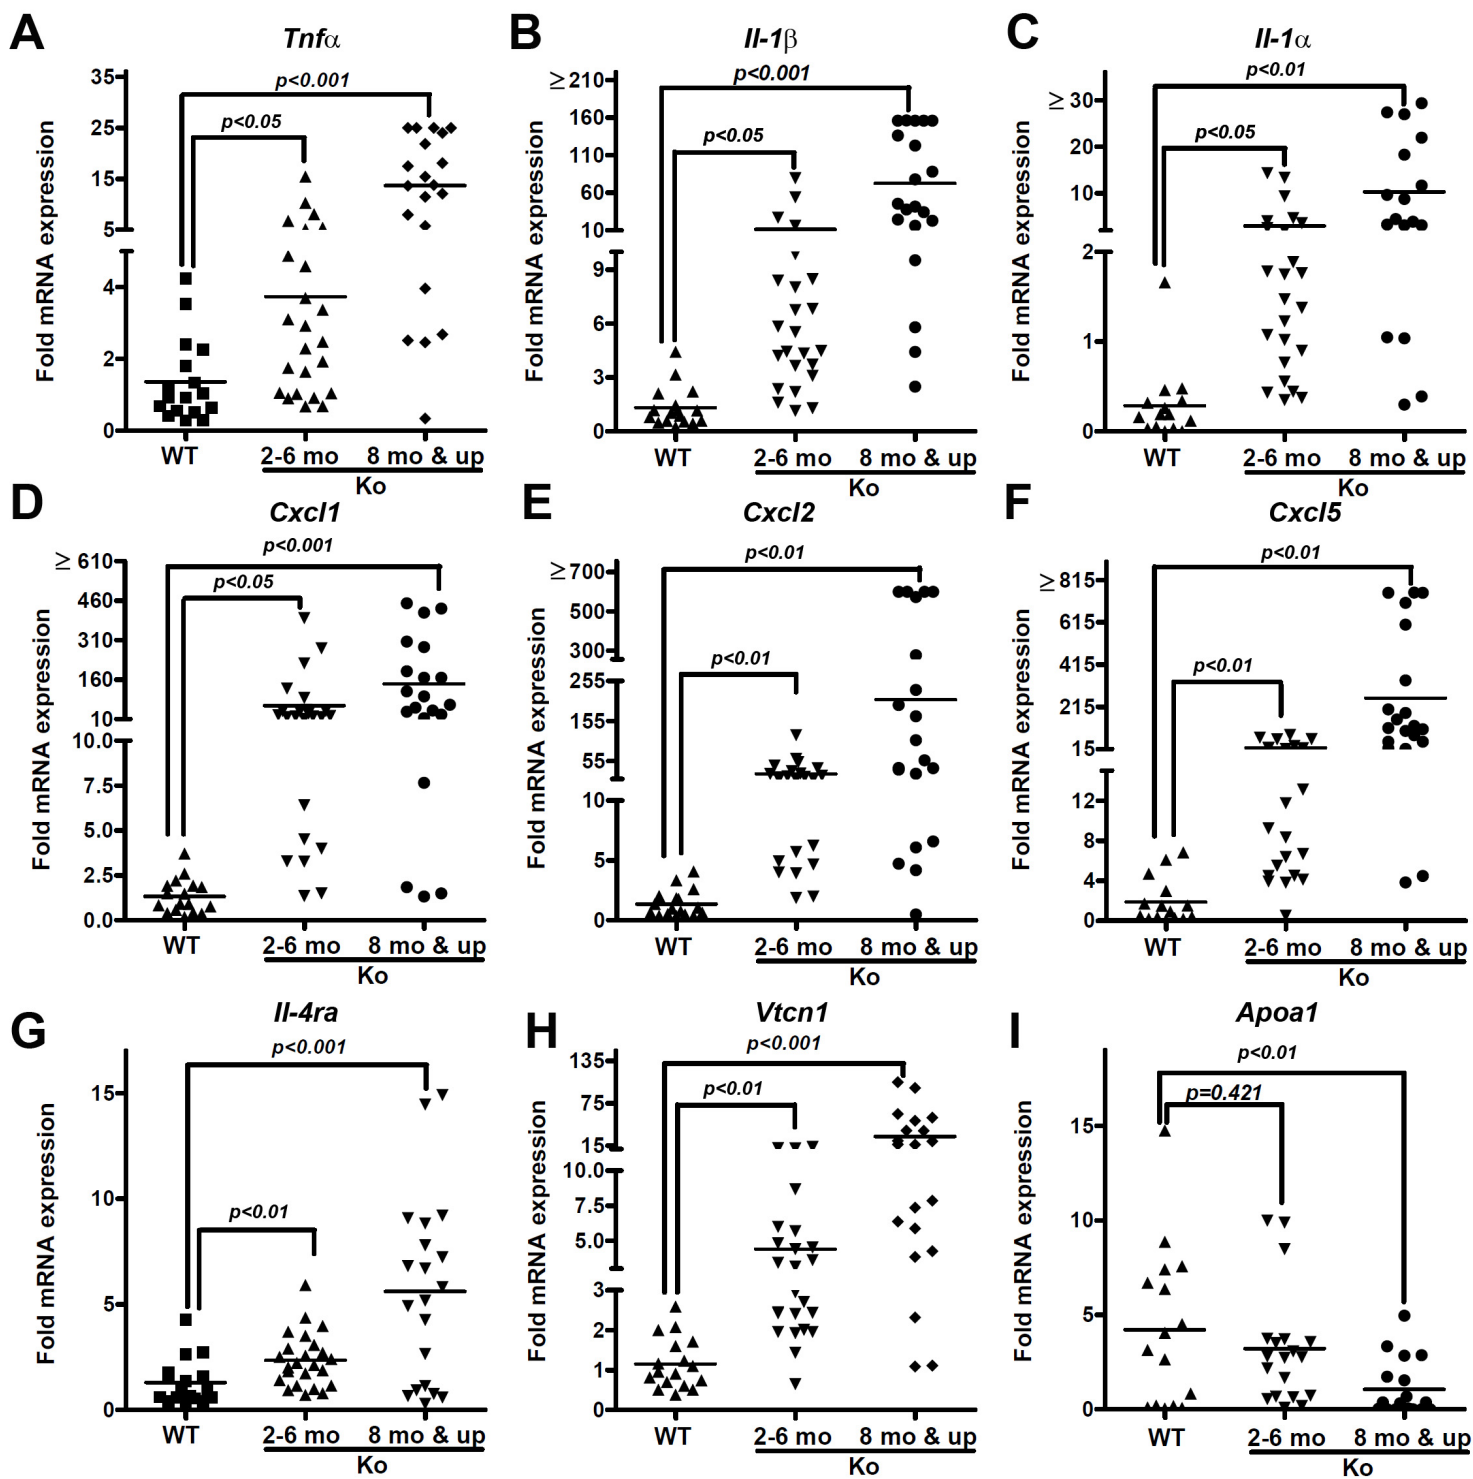 A
Tnfα
p<0.001
p<0.05
35
25
15
5
4
2
0
Fold mRNA expression
WT
2-6 mo
8 mo & up
Ko
B
Il-1β
p<0.001
p<0.05
≥ 210
160
110
60
10
9
6
3
0
Fold mRNA expression
WT
2-6 mo
8 mo & up
Ko
C
Il-1α
p<0.01
p<0.05
≥ 30
20
10
2
1
0
Fold mRNA expression
WT
2-6 mo
8 mo & up
Ko
D
Cxcl1
p<0.001
p<0.05
≥ 610
460
310
160
10
10.0
7.5
5.0
2.5
0.0
Fold mRNA expression
WT
2-6 mo
8 mo & up
Ko
E
Cxcl2
p<0.01
p<0.01
≥ 700
500
300
255
155
55
10
5
0
Fold mRNA expression
WT
2-6 mo
8 mo & up
Ko
F
Cxcl5
p<0.01
p<0.01
≥ 815
615
415
215
15
12
8
4
0
Fold mRNA expression
WT
2-6 mo
8 mo & up
Ko
G
Il-4ra
p<0.001
p<0.01
15
10
5
0
Fold mRNA expression
WT
2-6 mo
8 mo & up
Ko
H
Vtcn1
p<0.001
p<0.01
135
75
15
10.0
7.5
5.0
3
2
1
0
Fold mRNA expression
WT
2-6 mo
8 mo & up
Ko
I
Apoa1
p<0.01
p=0.421
15
10
5
0
Fold mRNA expression
WT
2-6 mo
8 mo & up
Ko